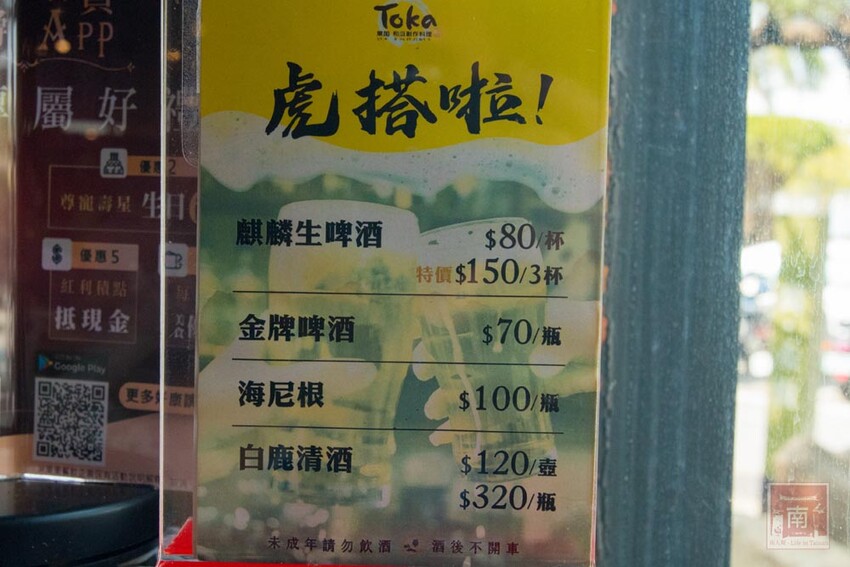 APP
屬好
優惠2
尊寵壽星 生日
$ 優惠5
紅利積點
抵現金
Google Play
Toka
虎搭啦!
麒麟生啤酒 $80/杯
特價$150/3杯
金牌啤酒 $70/瓶
海尼根 $100/瓶
白鹿清酒 $120/壺
$320/瓶
未成年請勿飲酒 酒後不開車
南